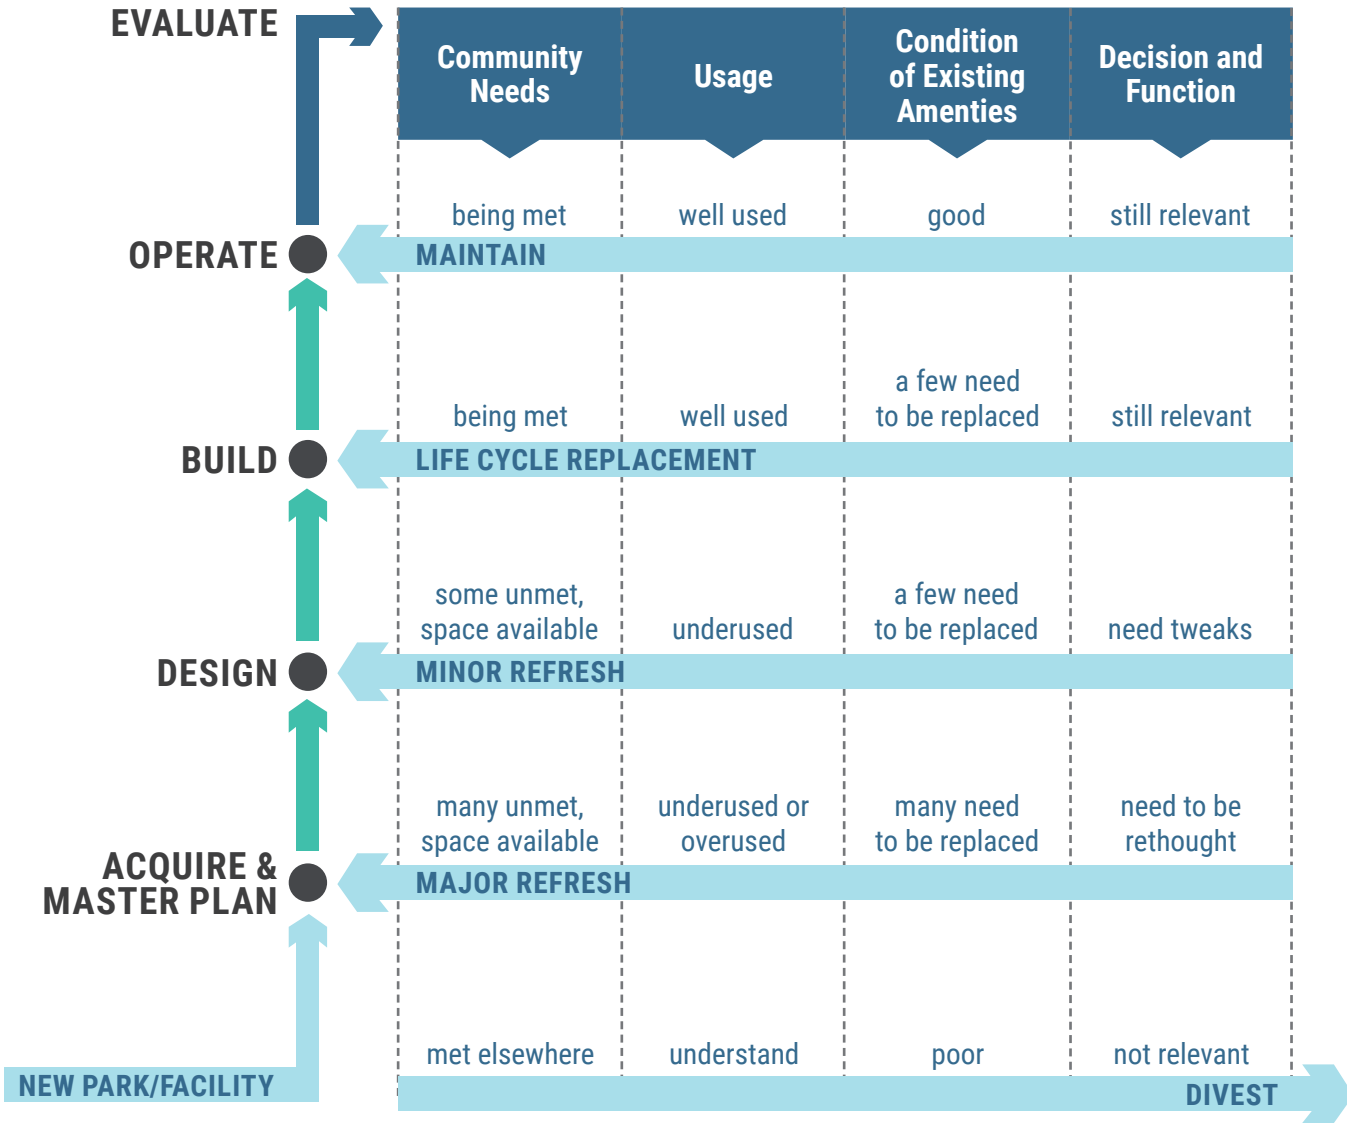 EVALUATE
Community
Needs
Usage
Condition
of Existing
Amenties
Decision and
Function
being met
well used
good
still relevant
OPERATE
MAINTAIN
being met
well used
a few need
to be replaced
still relevant
BUILD
LIFE CYCLE REPLACEMENT
some unmet,
space available
underused
a few need
to be replaced
need tweaks
DESIGN
MINOR REFRESH
many unmet,
space available
underused or
overused
many need
to be replaced
need to be
rethought
ACQUIRE &
MASTER PLAN
MAJOR REFRESH
met elsewhere
understand
poor
not relevant
NEW PARK/FACILITY
DIVEST